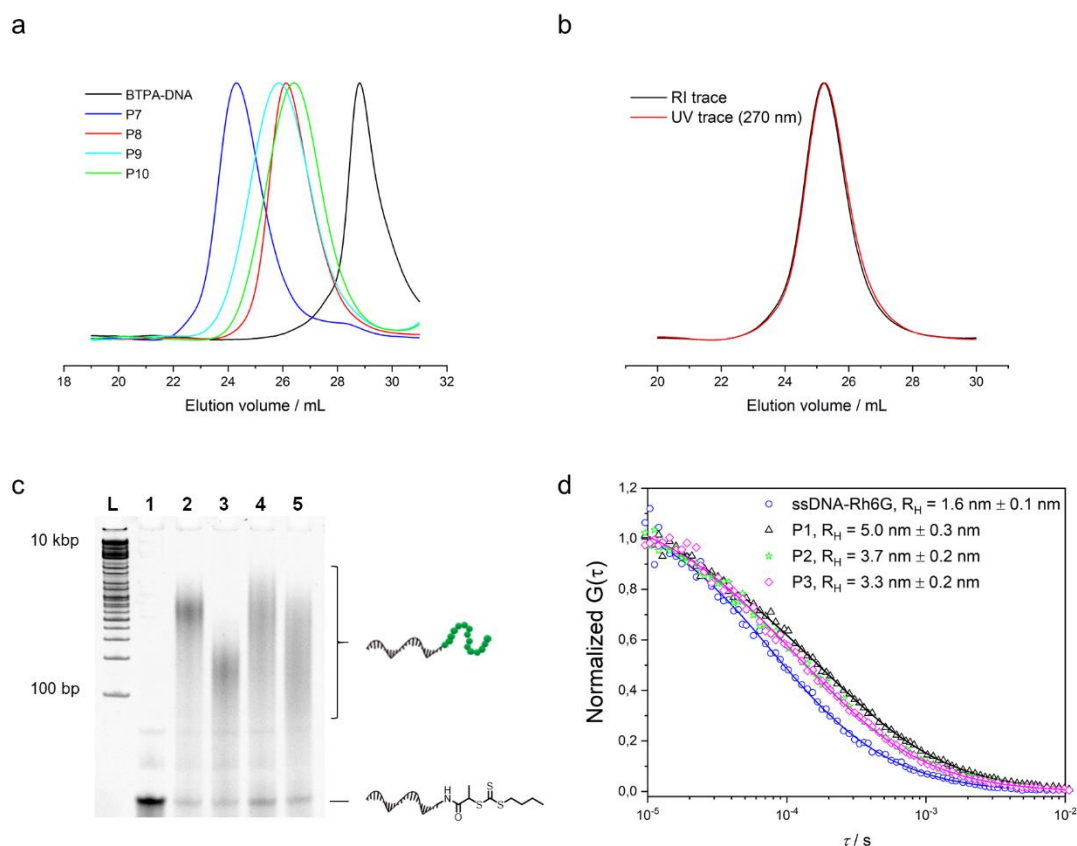 a
BTPA-DNA
P7
P8
P9
P10
18 20 22 24 26 28 30 32
Elution volume / mL
b
RI trace
UV trace (270 nm)
20 22 24 26 28 30
Elution volume / mL
c
L 1 2 3 4 5
10 kbp
100 bp
NH
O
S
S
S
d
Normalized G(τ)
1,2
1,0
0,8
0,6
0,4
0,2
0,0
ssDNA-Rh6G, R_H = 1.6 nm ± 0.1 nm
P1, R_H = 5.0 nm ± 0.3 nm
P2, R_H = 3.7 nm ± 0.2 nm
P3, R_H = 3.3 nm ± 0.2 nm
10⁻⁵ 10⁻⁴ 10⁻³ 10⁻²
τ / s